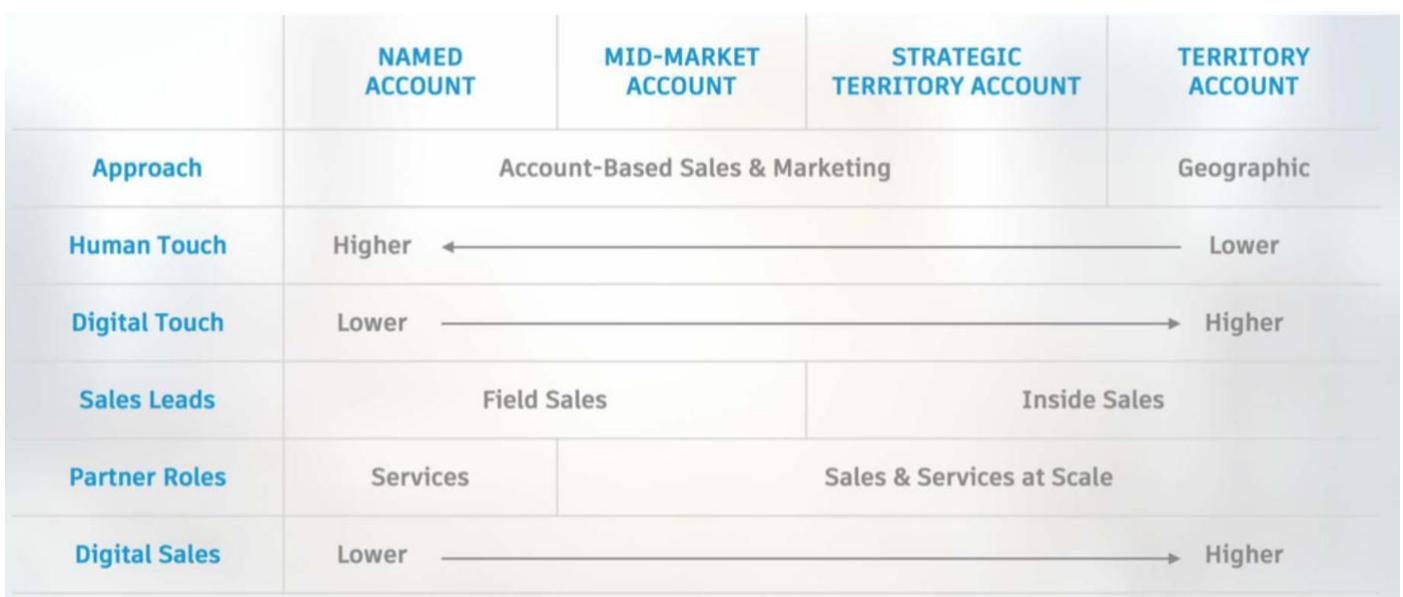 NAMED
ACCOUNT
MID-MARKET
ACCOUNT
STRATEGIC
TERRITORY ACCOUNT
TERRITORY
ACCOUNT
Approach
Account-Based Sales & Marketing
Geographic
Human Touch
Higher
Lower
Digital Touch
Lower
Higher
Sales Leads
Field Sales
Inside Sales
Partner Roles
Services
Sales & Services at Scale
Digital Sales
Lower
Higher